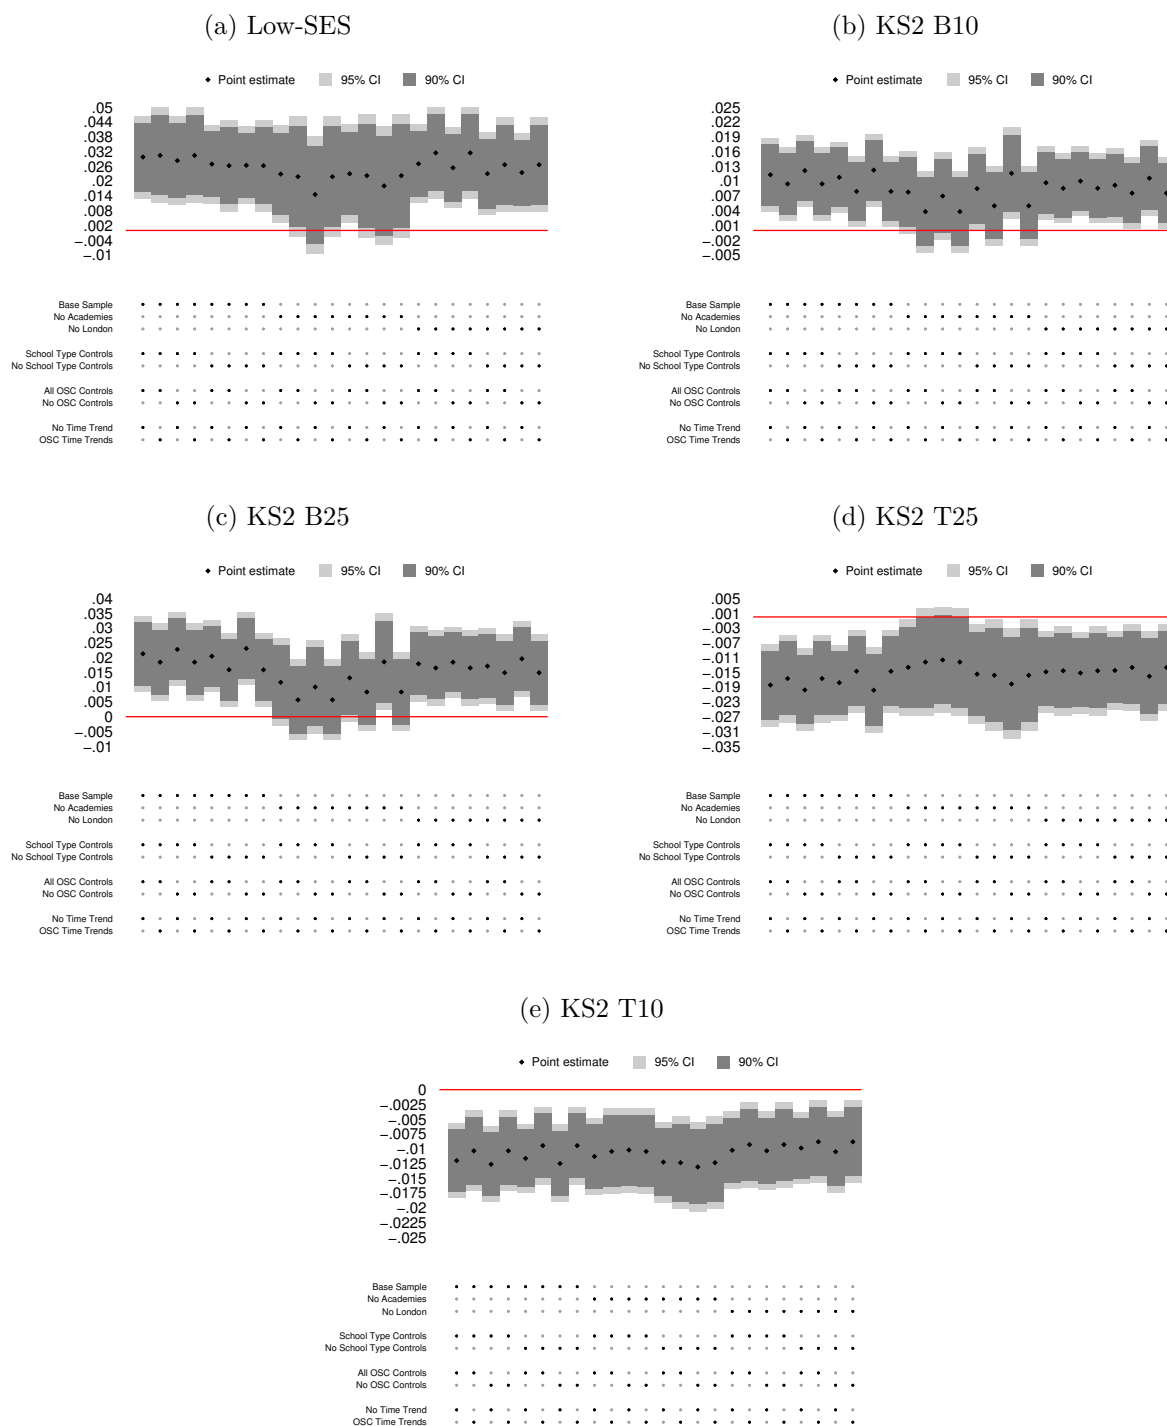 (a) Low-SES
Point estimate 95% CI 90% CI
.05
.044
.038
.032
.026
.02
.014
.008
.002
−.004
−.01
Base Sample
No Academies
No London
School Type Controls
No School Type Controls
All OSC Controls
No OSC Controls
No Time Trend
OSC Time Trends
(b) KS2 B10
Point estimate 95% CI 90% CI
.025
.022
.019
.016
.013
.01
.007
.004
.001
−.002
−.005
Base Sample
No Academies
No London
School Type Controls
No School Type Controls
All OSC Controls
No OSC Controls
No Time Trend
OSC Time Trends
(c) KS2 B25
Point estimate 95% CI 90% CI
.04
.035
.03
.025
.02
.015
.01
.005
0
−.005
−.01
Base Sample
No Academies
No London
School Type Controls
No School Type Controls
All OSC Controls
No OSC Controls
No Time Trend
OSC Time Trends
(d) KS2 T25
Point estimate 95% CI 90% CI
.005
.001
−.003
−.007
−.011
−.015
−.019
−.023
−.027
−.031
−.035
Base Sample
No Academies
No London
School Type Controls
No School Type Controls
All OSC Controls
No OSC Controls
No Time Trend
OSC Time Trends
(e) KS2 T10
Point estimate 95% CI 90% CI
0
−.0025
−.005
−.0075
−.01
−.0125
−.015
−.0175
−.02
−.0225
−.025
Base Sample
No Academies
No London
School Type Controls
No School Type Controls
All OSC Controls
No OSC Controls
No Time Trend
OSC Time Trends